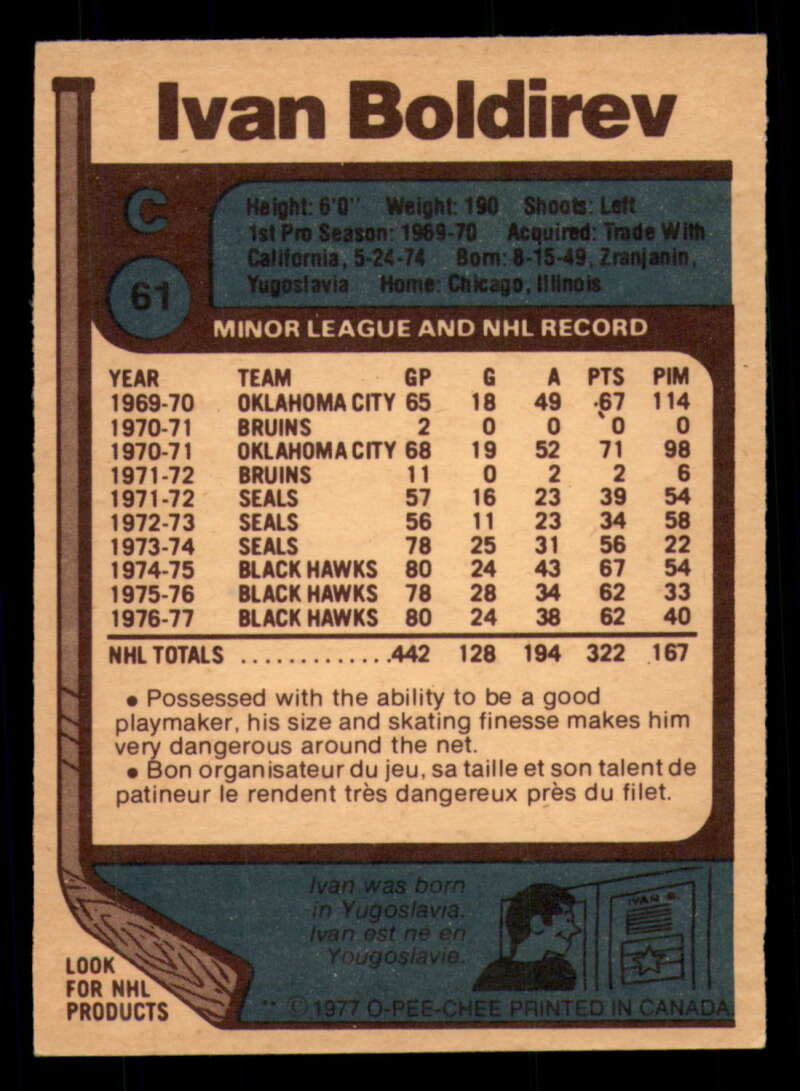 Ivan Boldirev
C
Height: 6'0" Weight: 190 Shoots: Left
1st Pro Season: 1969-70 Acquired: Trade With
California, 5-24-74 Born: 8-15-49, Zranjanin,
Yugoslavia Home: Chicago, Illinois
61
MINOR LEAGUE AND NHL RECORD
YEAR TEAM GP G A PTS PIM
1969-70 OKLAHOMA CITY 65 18 49 67 114
1970-71 BRUINS 2 0 0 0 0
1970-71 OKLAHOMA CITY 68 19 52 71 98
1971-72 BRUINS 11 0 2 2 6
1971-72 SEALS 57 16 23 39 54
1972-73 SEALS 56 11 23 34 58
1973-74 SEALS 78 25 31 56 22
1974-75 BLACK HAWKS 80 24 43 67 54
1975-76 BLACK HAWKS 78 28 34 62 33
1976-77 BLACK HAWKS 80 24 38 62 40
NHL TOTALS ..............442 128 194 322 167
• Possessed with the ability to be a good
playmaker, his size and skating finesse makes him
very dangerous around the net.
• Bon organisateur du jeu, sa taille et son talent de
patineur le rendent très dangereux près du filet.
Ivan was born
in Yugoslavia.
Ivan est né en
Yougoslavie.
IVAN B.
LOOK
FOR NHL
PRODUCTS
** © 1977 O-PEE-CHEE PRINTED IN CANADA